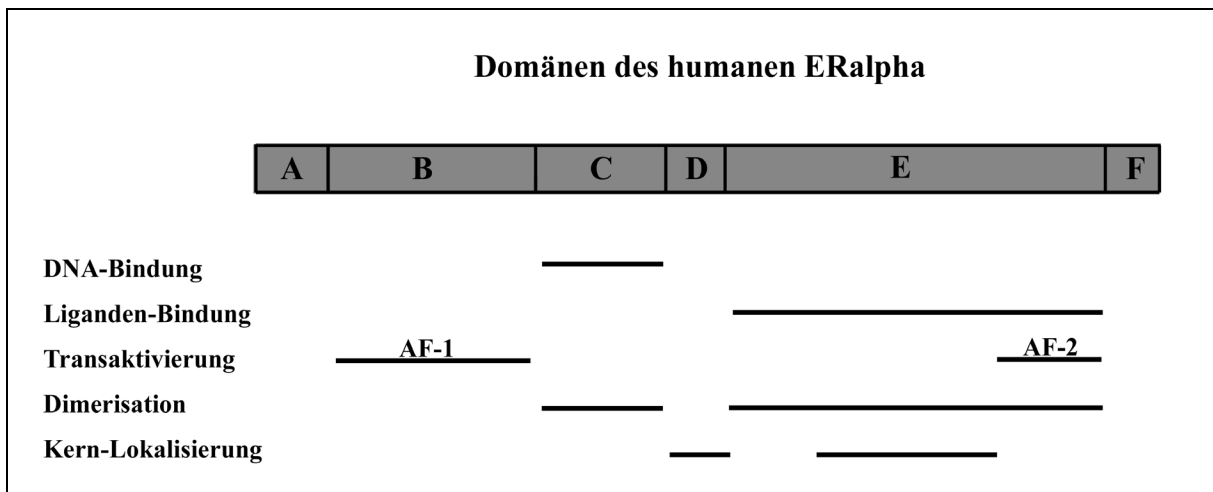 Domänen des humanen ERalpha
A B C D E F
DNA-Bindung
Liganden-Bindung
Transaktivierung AF-1 AF-2
Dimerisation
Kern-Lokalisierung